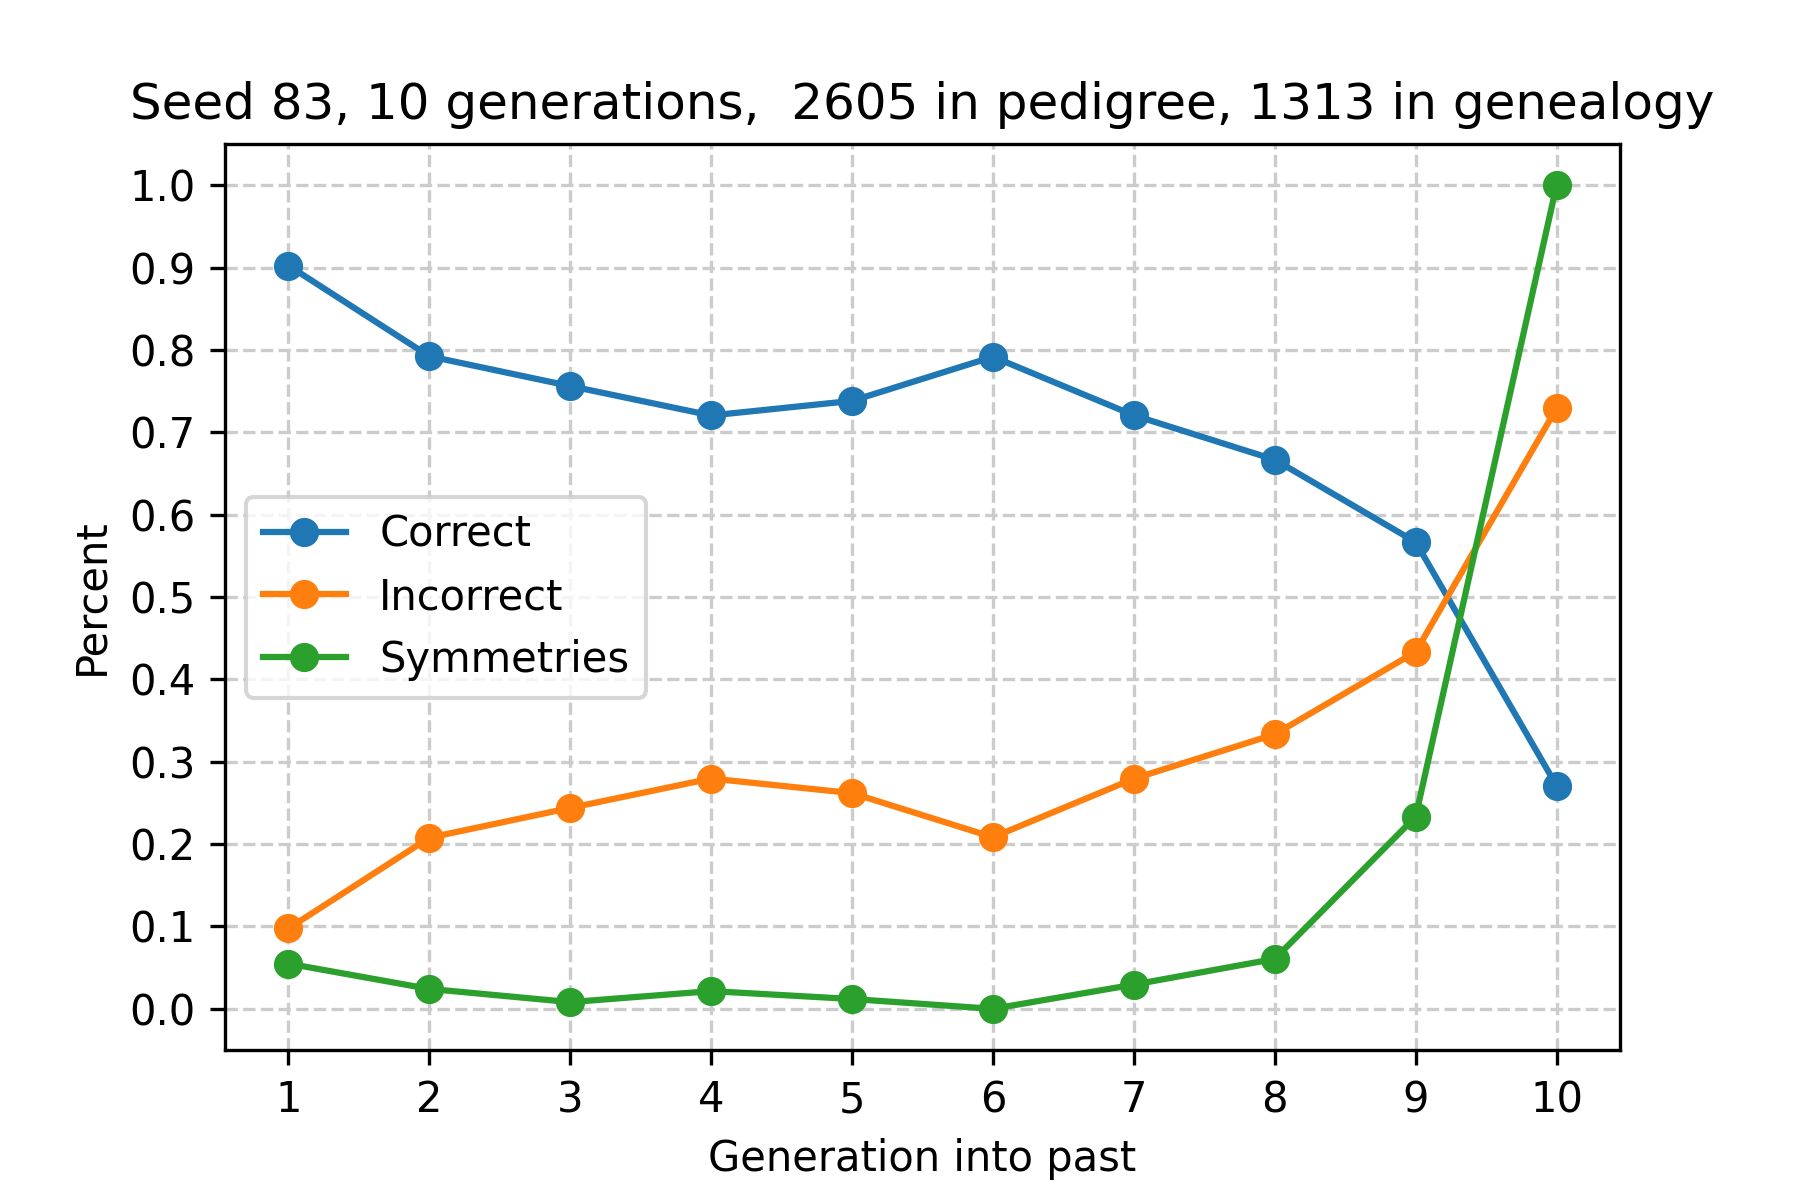 Seed 83, 10 generations,  2605 in pedigree, 1313 in genealogy
1.0
0.9
0.8
0.7
0.6
0.5
0.4
0.3
0.2
0.1
0.0
Percent
Correct
Incorrect
Symmetries
1 2 3 4 5 6 7 8 9 10
Generation into past